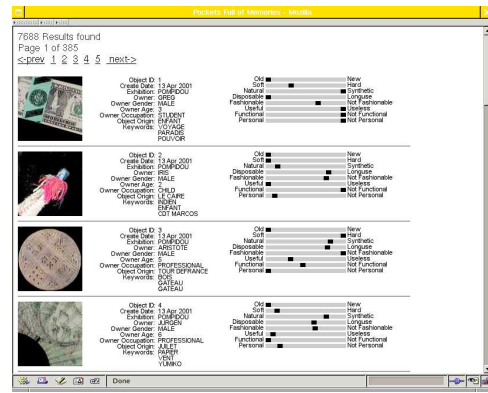 Pockets Full of Memories - Mozilla
7688 Results found
Page 1 of 385
<-prev 1 2 3 4 5 next->
Object ID: 1
Create Date: 13 Apr 2001
Exhibition: POMPIDOU
Owner: GREG
Owner Gender: MALE
Owner Age: 3
Owner Occupation: STUDENT
Object Origin: ENFANT
Keywords: VOYAGE
PARADIS
POUVOIR
Old New
Soft Hard
Natural Synthetic
Disposable Longuse
Fashionable Not Fashionable
Useful Useless
Functional Not Functional
Personal Not Personal
Object ID: 2
Create Date: 13 Apr 2001
Exhibition: POMPIDOU
Owner: IRIS
Owner Gender: MALE
Owner Age: 2
Owner Occupation: CHILD
Object Origin: LE CAIRE
Keywords: INDIEN
ENFANT
CDT MARCOS
Old New
Soft Hard
Natural Synthetic
Disposable Longuse
Fashionable Not Fashionable
Useful Useless
Functional Not Functional
Personal Not Personal
Object ID: 3
Create Date: 13 Apr 2001
Exhibition: POMPIDOU
Owner: ARISTOTE
Owner Gender: MALE
Owner Age: 5
Owner Occupation: PROFESSIONAL
Object Origin: TOUR DEFRANCE
Keywords: BOIS
GATEAU
GATEAU
Old New
Soft Hard
Natural Synthetic
Disposable Longuse
Fashionable Not Fashionable
Useful Useless
Functional Not Functional
Personal Not Personal
Object ID: 4
Create Date: 13 Apr 2001
Exhibition: POMPIDOU
Owner: JURGEN
Owner Gender: MALE
Owner Age: 6
Owner Occupation: PROFESSIONAL
Object Origin: JUILET
Keywords: PAPIER
VENT
YUMIKO
Old New
Soft Hard
Natural Synthetic
Disposable Longuse
Fashionable Not Fashionable
Useful Useless
Functional Not Functional
Personal Not Personal
Done